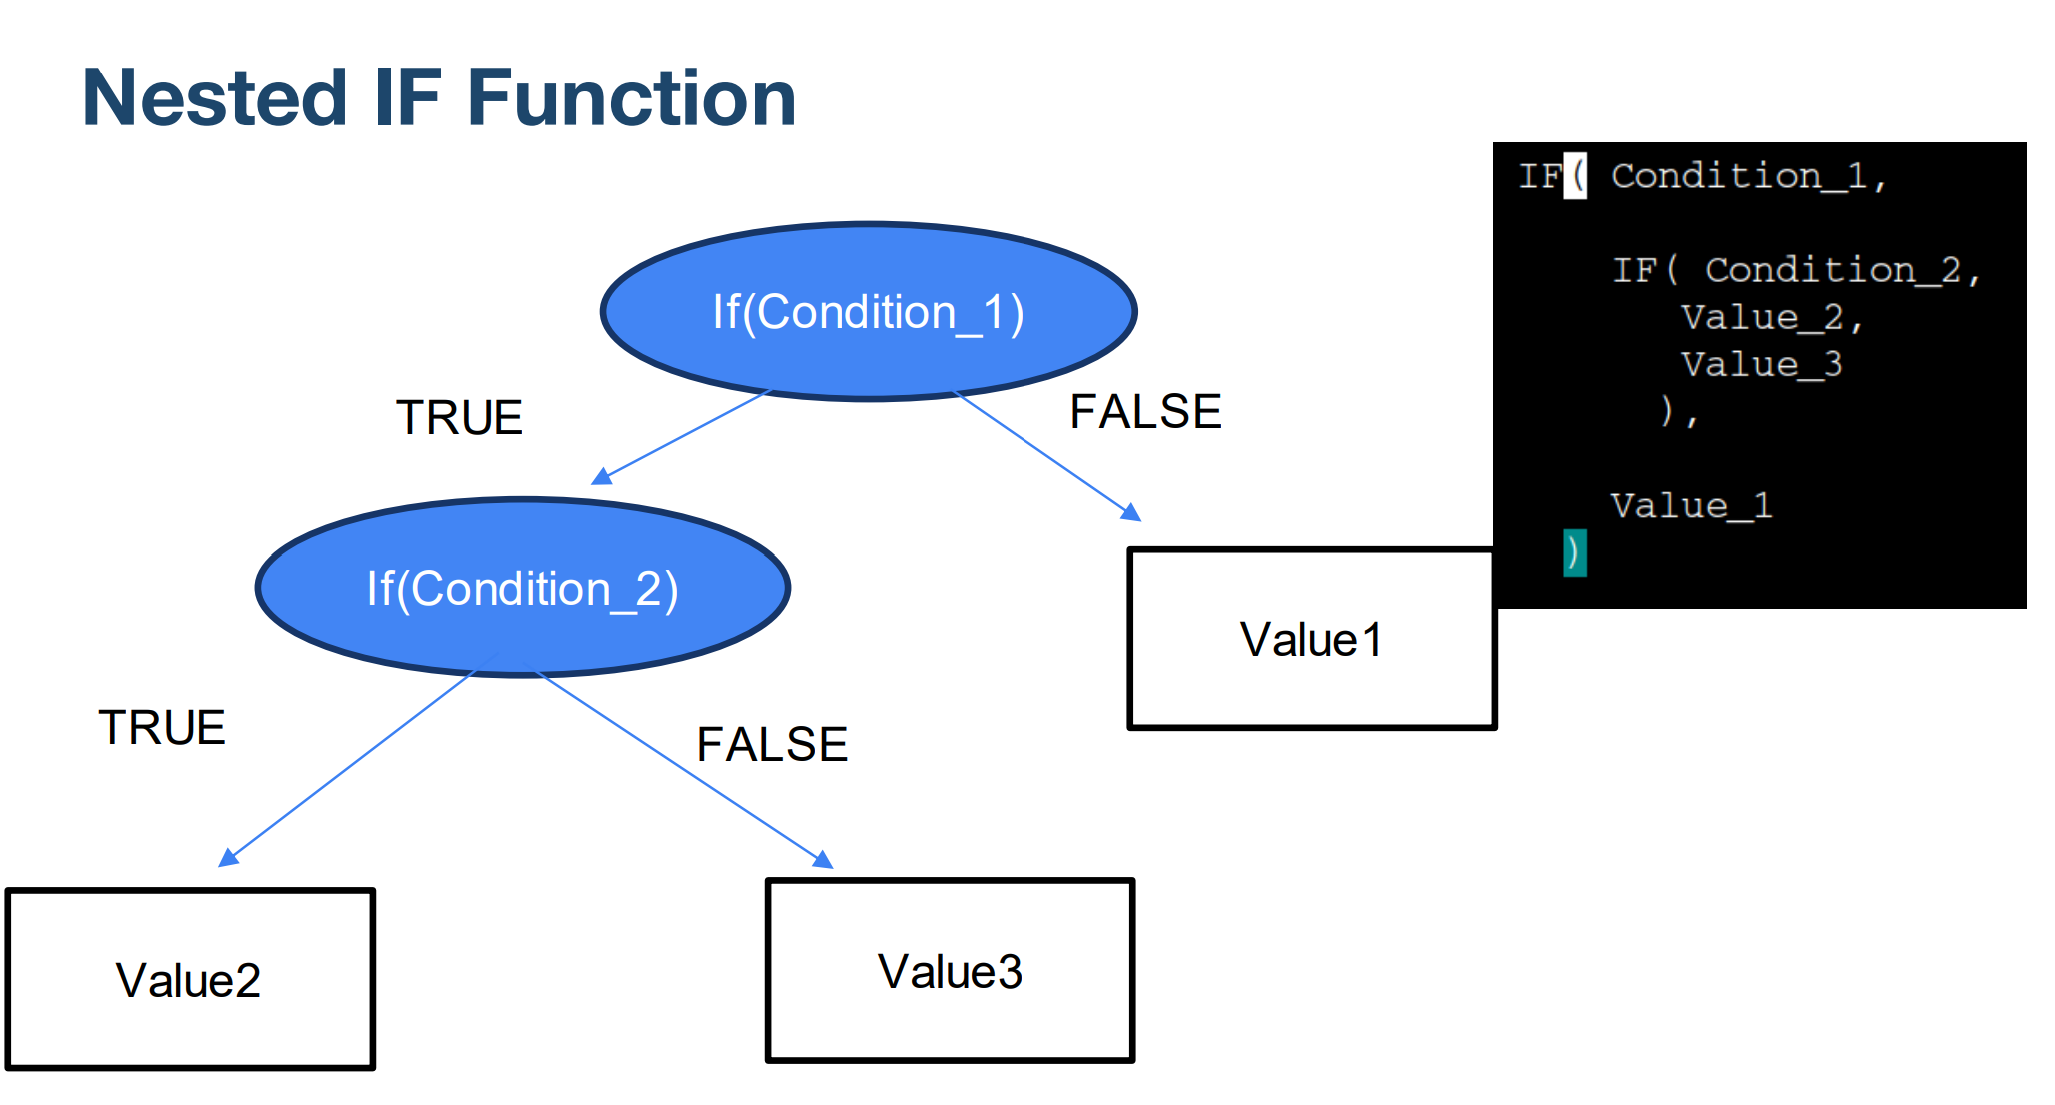 Nested IF Function
IF( Condition_1,
IF( Condition_2,
Value_2,
Value_3
),
Value_1
)
If(Condition_1)
TRUE
FALSE
If(Condition_2)
Value1
TRUE
FALSE
Value2
Value3